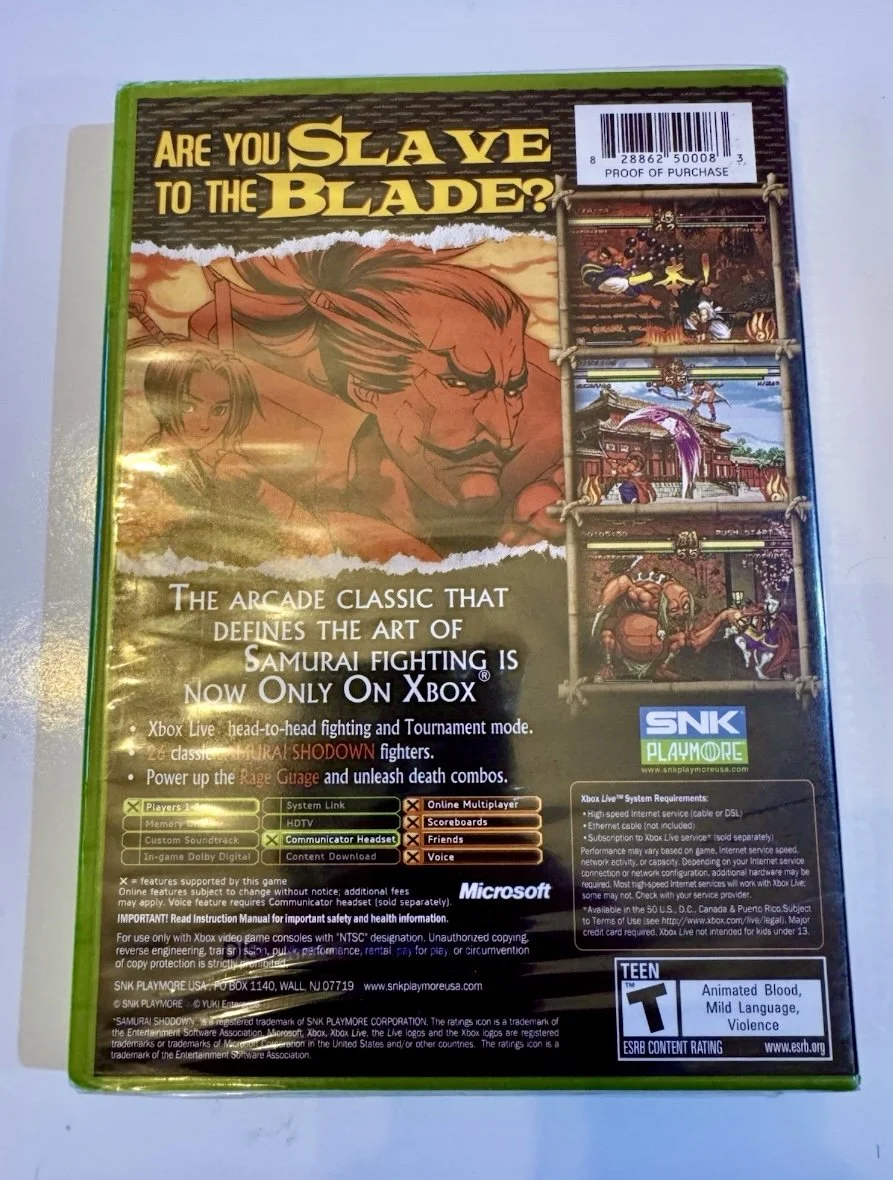 ARE YOU SLAVE
TO THE BLADE?
8 28862 50008 3
PROOF OF PURCHASE
一本!
THE ARCADE CLASSIC THAT
DEFINES THE ART OF
SAMURAI FIGHTING IS
NOW ONLY ON XBOX®
• Xbox Live head-to-head fighting and Tournament mode.
• 26 classic SAMURAI SHODOWN fighters.
• Power up the Rage Guage and unleash death combos.
PUSH START
55
SNK
PLAYMORE
www.snkplaymoreusa.com
Players 1-2
Memory
Custom Soundtrack
In-game Dolby Digital
System Link
HDTV
Communicator Headset
Content Download
Online Multiplayer
Scoreboards
Friends
Voice
X = features supported by this game
Online features subject to change without notice; additional fees
may apply. Voice feature requires Communicator headset (sold separately).
Microsoft
IMPORTANT! Read Instruction Manual for important safety and health information.
For use only with Xbox video game consoles with "NTSC" designation. Unauthorized copying,
reverse engineering, transmission, public performance, rental, pay for play, or circumvention
of copy protection is strictly prohibited.
SNK PLAYMORE USA, PO BOX 1140, WALL, NJ 07719 www.snkplaymoreusa.com
© SNK PLAYMORE © YUKI
"SAMURAI SHODOWN" is a registered trademark of SNK PLAYMORE CORPORATION. The ratings icon is a trademark of
the Entertainment Software Association. Microsoft, Xbox, Xbox Live, the Live logos and the Xbox logos are registered
trademarks or trademarks of Microsoft Corporation in the United States and/or other countries. The ratings icon is a
trademark of the Entertainment Software Association.
Xbox Live™ System Requirements:
• High-speed Internet service (cable or DSL)
• Ethernet cable (not included)
• Subscription to Xbox Live service* (sold separately)
Performance may vary based on game, Internet service speed,
network activity, or capacity. Depending on your Internet service
connection or network configuration, additional hardware may be
required. Most high-speed Internet services will work with Xbox Live;
some may not. Check with your service provider.
*Available in the 50 U.S., D.C., Canada & Puerto Rico. Subject
to Terms of Use (see http://www.xbox.com/live/legal). Major
credit card required. Xbox Live not intended for kids under 13.
TEEN
T
TM
Animated Blood,
Mild Language,
Violence
ESRB CONTENT RATING www.esrb.org